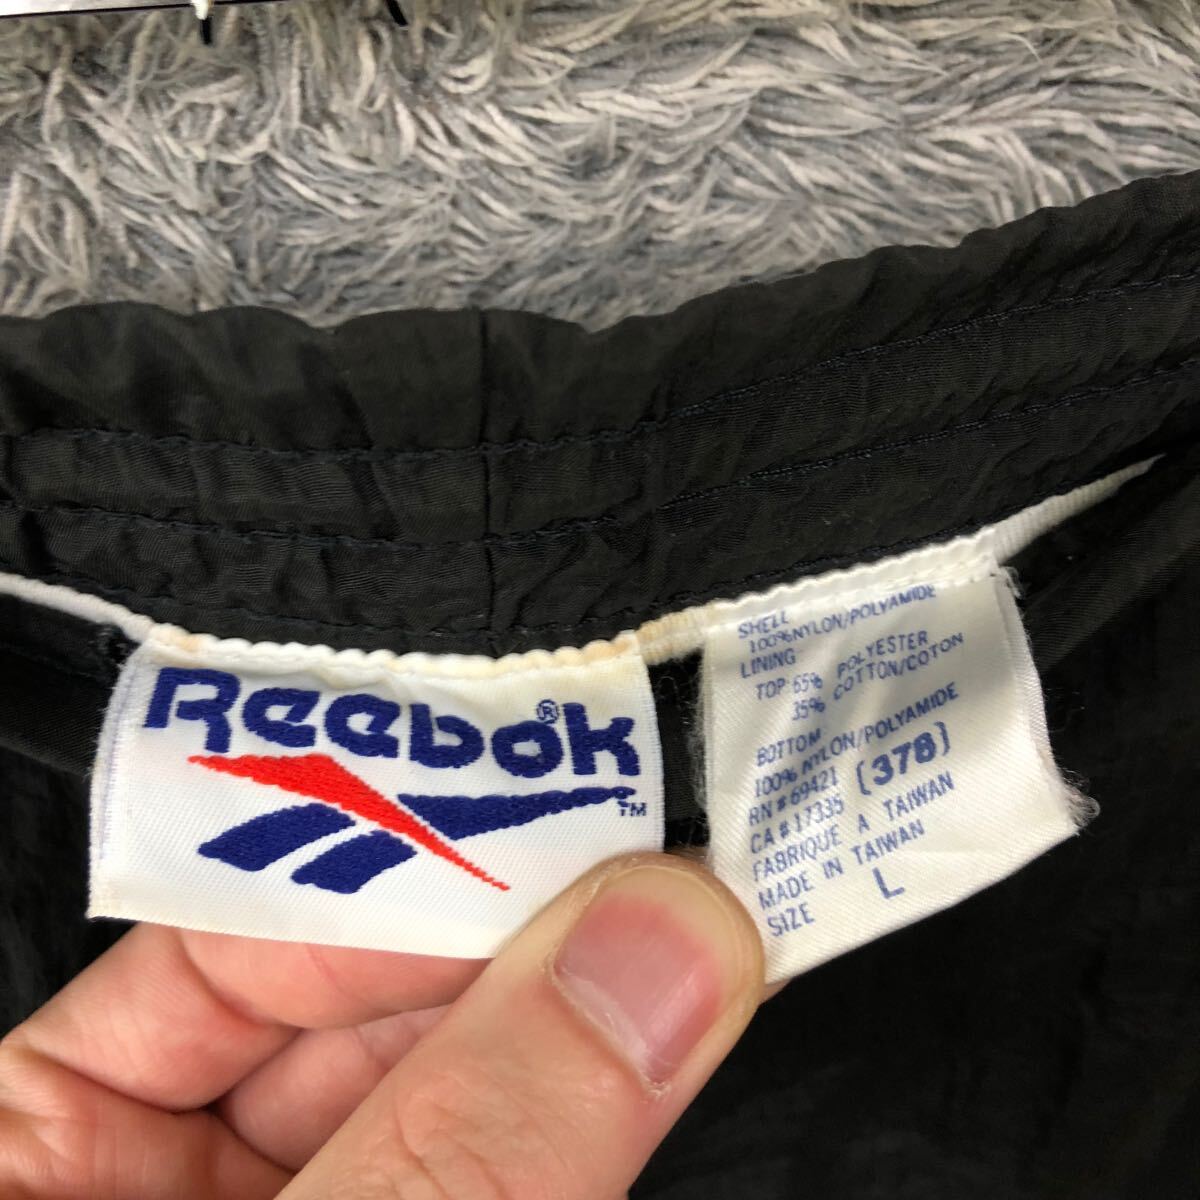 Reebok®
TM
SHELL
100% NYLON/POLYAMIDE
LINING
TOP 65% POLYESTER
35% COTTON/COTON
BOTTOM
100% NYLON/POLYAMIDE
RN # 69421 [378]
CA # 17335
FABRIQUE A TAIWAN
MADE IN TAIWAN
SIZE L